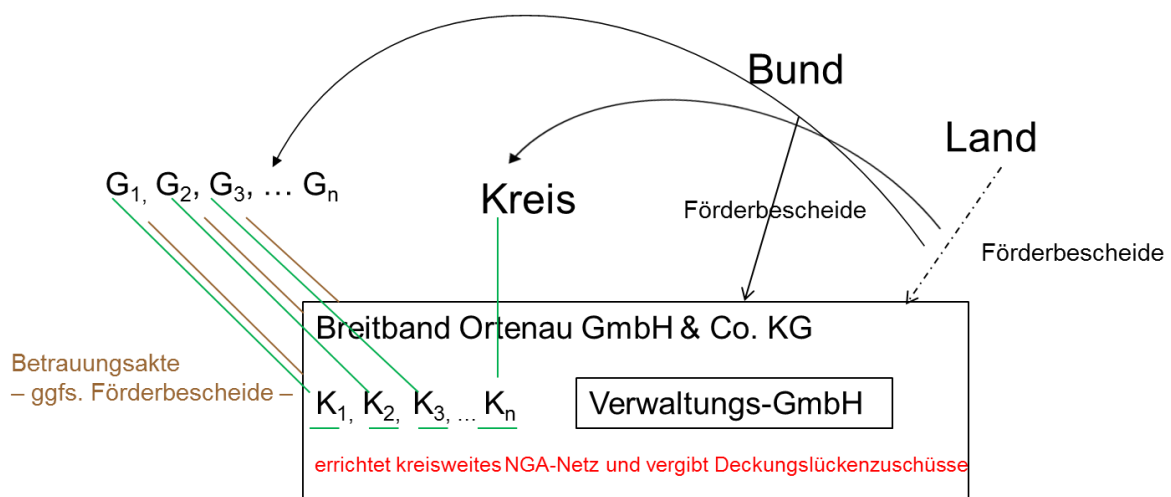 Bund
Land
G1, G2, G3, … Gn
Kreis
Förderbescheide
Förderbescheide
Breitband Ortenau GmbH & Co. KG
Betrauungsakte
– ggfs. Förderbescheide –
K1, K2, K3, … Kn
Verwaltungs-GmbH
errichtet kreisweites NGA-Netz und vergibt Deckungslückenzuschüsse